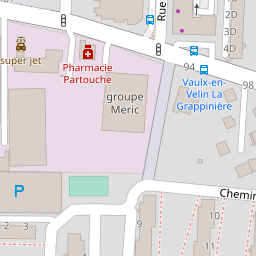 Rue
2D
3D
4D
super jet
Pharmacie
Partouche
94
groupe
Meric
Vaulx-en-
Velin La
Grappinière
98
P
Chemin
2
3
10
11
9